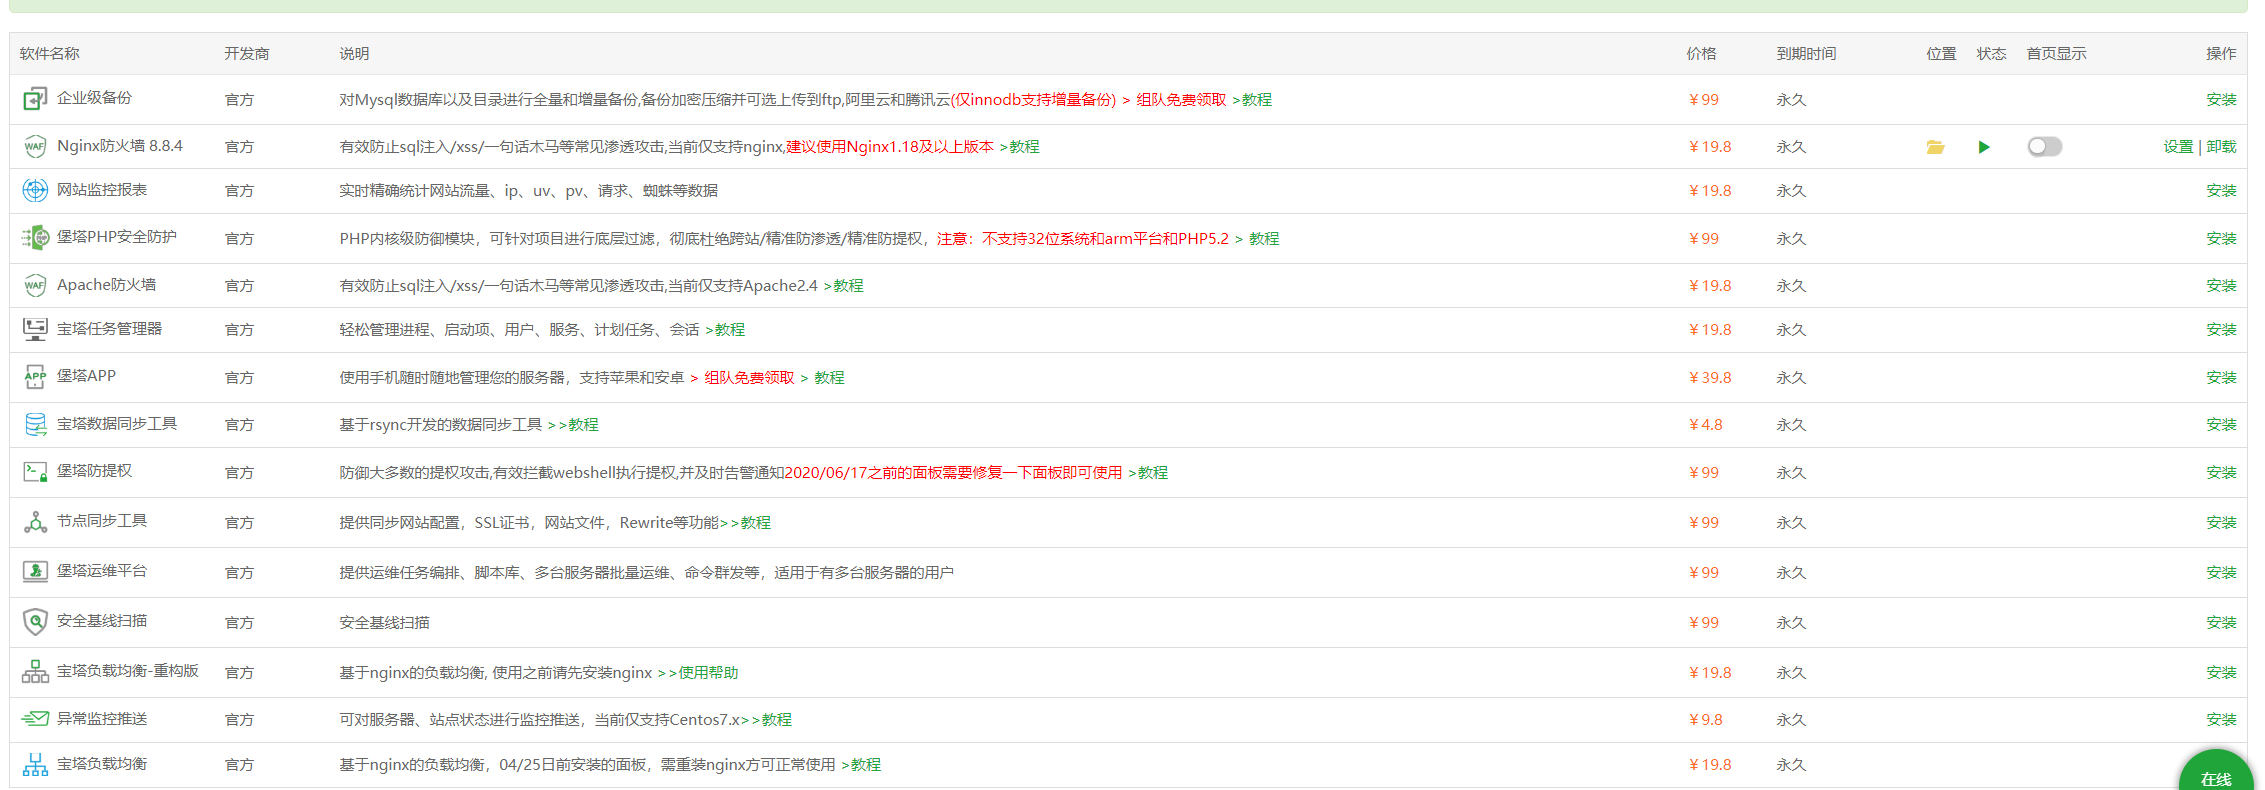 软件名称 开发商 说明 价格 到期时间 位置 状态 首页显示 操作
企业级备份 官方 对Mysql数据库以及目录进行全量和增量备份,备份加密压缩并可选上传到ftp,阿里云和腾讯云(仅innodb支持增量备份) > 组队免费领取 >教程 ￥99 永久 安装
WAF Nginx防火墙 8.8.4 官方 有效防止sql注入/xss/一句话木马等常见渗透攻击,当前仅支持nginx,建议使用Nginx1.18及以上版本 >教程 ￥19.8 永久 设置 | 卸载
网站监控报表 官方 实时精确统计网站流量、ip、uv、pv、请求、蜘蛛等数据 ￥19.8 永久 安装
堡塔PHP安全防护 官方 PHP内核级防御模块，可针对项目进行底层过滤，彻底杜绝跨站/精准防渗透/精准防提权，注意：不支持32位系统和arm平台和PHP5.2 > 教程 ￥99 永久 安装
WAF Apache防火墙 官方 有效防止sql注入/xss/一句话木马等常见渗透攻击,当前仅支持Apache2.4 >教程 ￥19.8 永久 安装
宝塔任务管理器 官方 轻松管理进程、启动项、用户、服务、计划任务、会话 >教程 ￥19.8 永久 安装
APP 堡塔APP 官方 使用手机随时随地管理您的服务器，支持苹果和安卓 > 组队免费领取 > 教程 ￥39.8 永久 安装
宝塔数据同步工具 官方 基于rsync开发的数据同步工具 >>教程 ￥4.8 永久 安装
堡塔防提权 官方 防御大多数的提权攻击,有效拦截webshell执行提权,并及时告警通知2020/06/17之前的面板需要修复一下面板即可使用 >教程 ￥99 永久 安装
节点同步工具 官方 提供同步网站配置，SSL证书，网站文件，Rewrite等功能>>教程 ￥99 永久 安装
堡塔运维平台 官方 提供运维任务编排、脚本库、多台服务器批量运维、命令群发等，适用于有多台服务器的用户 ￥99 永久 安装
安全基线扫描 官方 安全基线扫描 ￥99 永久 安装
宝塔负载均衡-重构版 官方 基于nginx的负载均衡, 使用之前请先安装nginx >>使用帮助 ￥19.8 永久 安装
异常监控推送 官方 可对服务器、站点状态进行监控推送，当前仅支持Centos7.x>>教程 ￥9.8 永久 安装
宝塔负载均衡 官方 基于nginx的负载均衡，04/25日前安装的面板，需重装nginx方可正常使用 >教程 ￥19.8 永久
在线